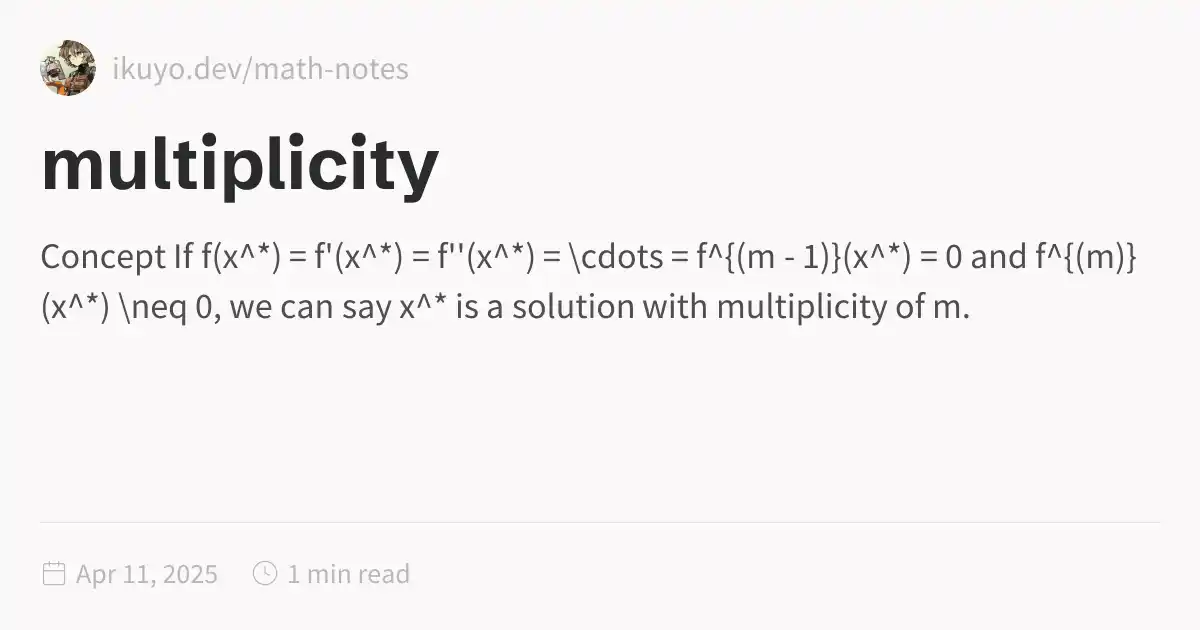 ikuyo.dev/math-notes
multiplicity
Concept If f(x^*) = f'(x^*) = f''(x^*) = \cdots = f^{(m - 1)}(x^*) = 0 and f^{(m)}
(x^*) \neq 0, we can say x^* is a solution with multiplicity of m.
Apr 11, 2025 1 min read